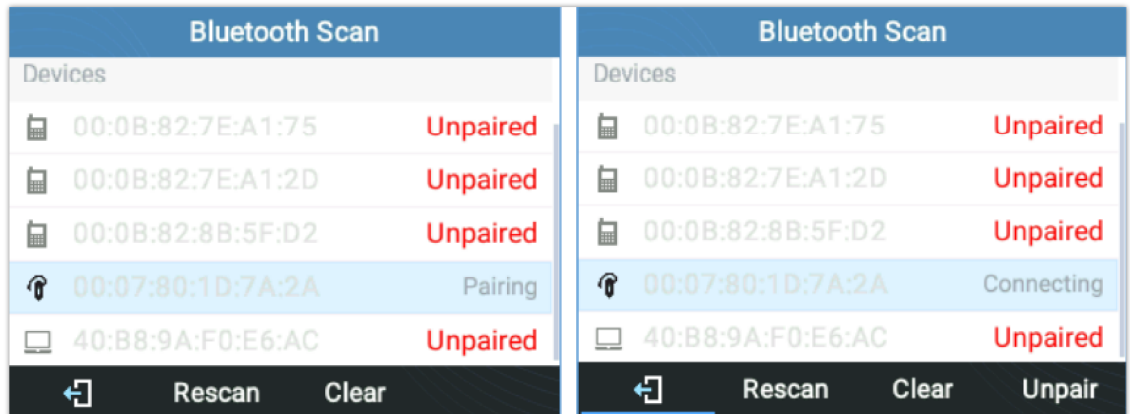 Bluetooth Scan
Devices
00:0B:82:7E:A1:75 Unpaired
00:0B:82:7E:A1:2D Unpaired
00:0B:82:8B:5F:D2 Unpaired
00:07:80:1D:7A:2A Pairing
40:B8:9A:F0:E6:AC Unpaired
Rescan Clear
Bluetooth Scan
Devices
00:0B:82:7E:A1:75 Unpaired
00:0B:82:7E:A1:2D Unpaired
00:0B:82:8B:5F:D2 Unpaired
00:07:80:1D:7A:2A Connecting
40:B8:9A:F0:E6:AC Unpaired
Rescan Clear Unpair